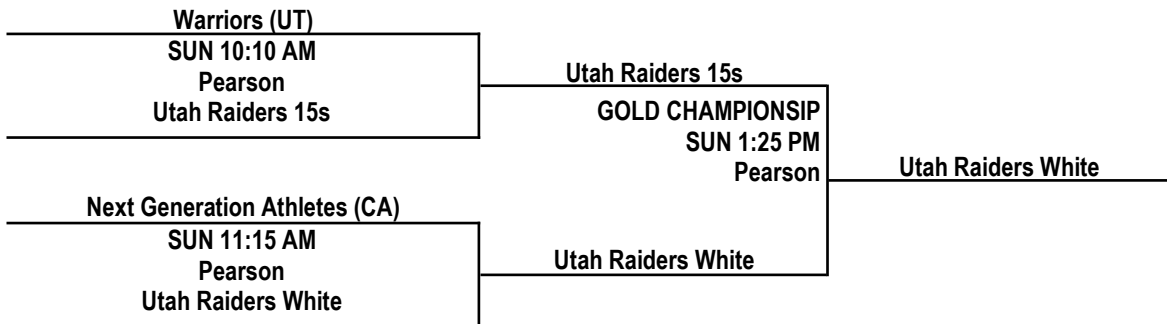 Warriors (UT)
SUN 10:10 AM
Pearson
Utah Raiders 15s
Utah Raiders 15s
GOLD CHAMPIONSIP
SUN 1:25 PM
Pearson
Utah Raiders White
Next Generation Athletes (CA)
SUN 11:15 AM
Pearson
Utah Raiders White
Utah Raiders White